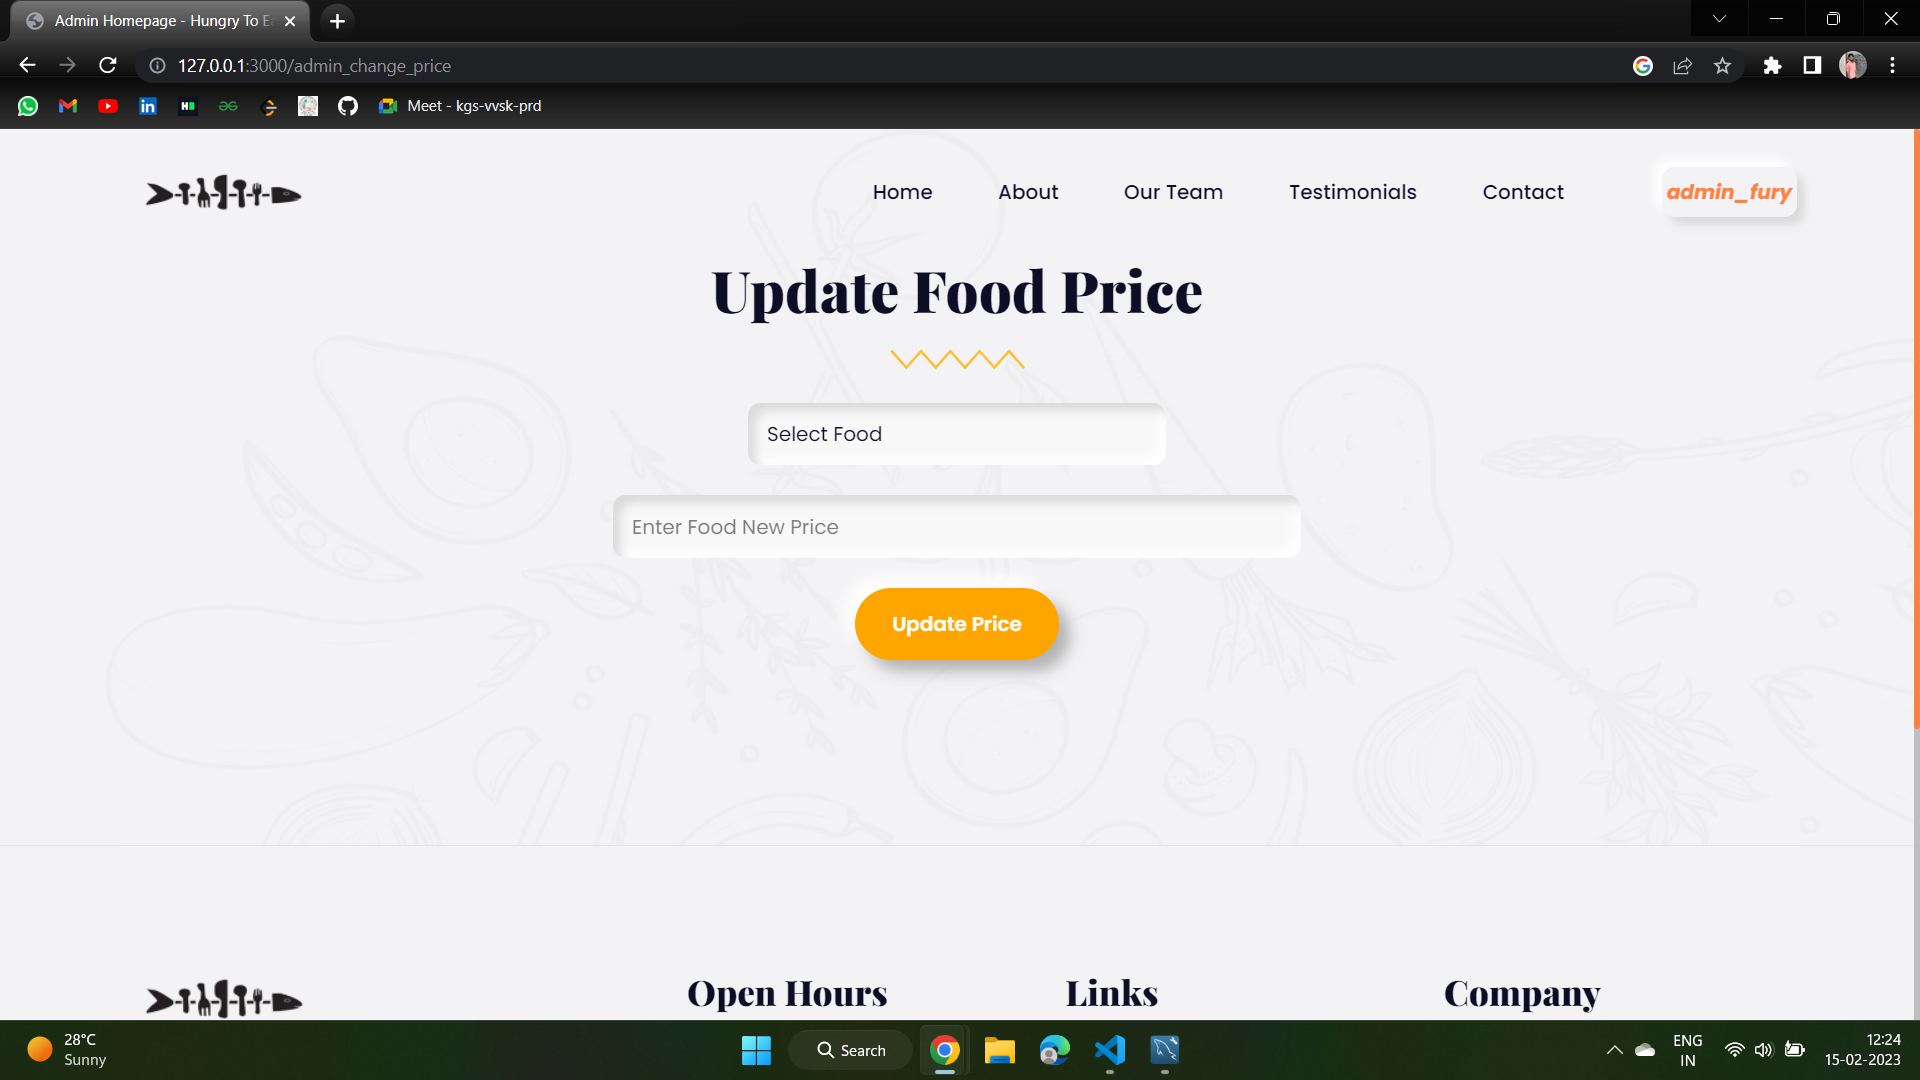 Admin Homepage - Hungry To E
127.0.0.1:3000/admin_change_price
Meet - kgs-vvsk-prd
Home About Our Team Testimonials Contact admin_fury
Update Food Price
Select Food
Enter Food New Price
Update Price
Open Hours Links Company
28°C
Sunny
Search
ENG
IN
12:24
15-02-2023